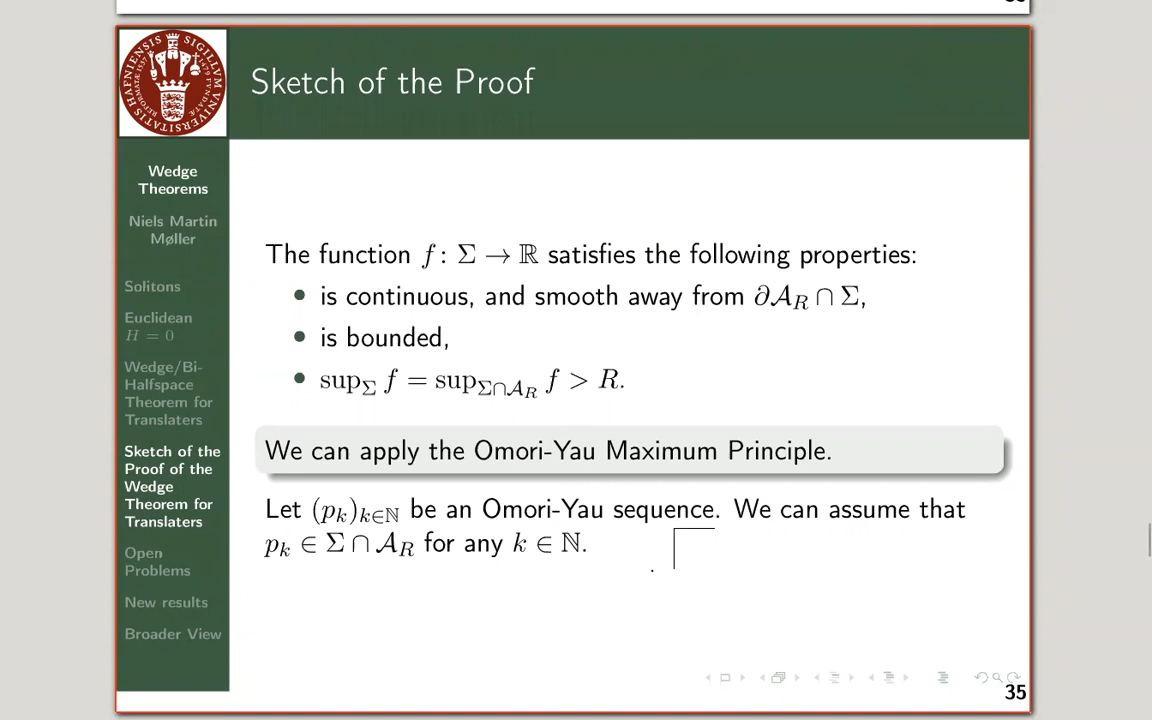 Sketch of the Proof
Wedge
Theorems
Niels Martin
Møller
Solitons
Euclidean
H = 0
Wedge/Bi-
Halfspace
Theorem for
Translaters
Sketch of the
Proof of the
Wedge
Theorem for
Translaters
Open
Problems
New results
Broader View
The function f : Σ → ℝ satisfies the following properties:
• is continuous, and smooth away from ∂𝒜_R ∩ Σ,
• is bounded,
• sup_Σ f = sup_{Σ∩𝒜_R} f > R.
We can apply the Omori-Yau Maximum Principle.
Let (p_k)_{k∈ℕ} be an Omori-Yau sequence. We can assume that
p_k ∈ Σ ∩ 𝒜_R for any k ∈ ℕ.
35